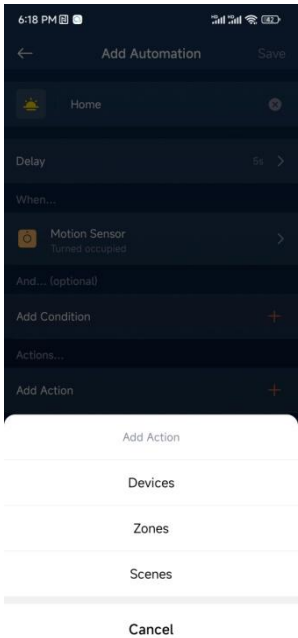 6:18 PM
42
Add Automation
Save
Home
Delay
5s
When...
Motion Sensor
Turned occupied
And... (optional)
Add Condition
Actions...
Add Action
Add Action
Devices
Zones
Scenes
Cancel